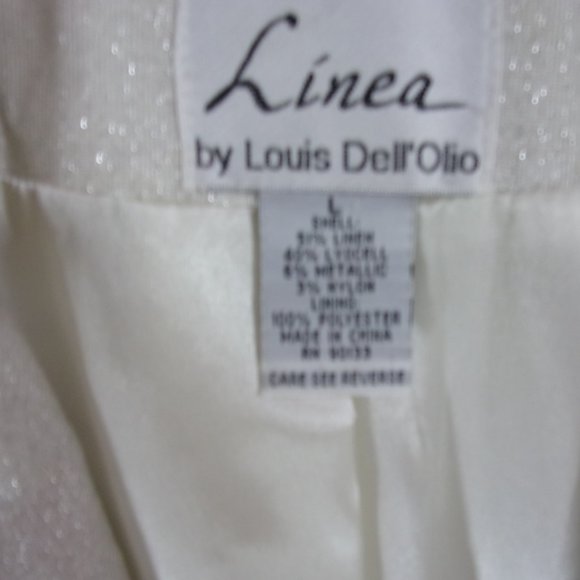 Linea
by Louis Dell'Olio
L
SHELL:
51% LINEN
40% LYOCELL
6% METALLIC
3% NYLON
LINING:
100% POLYESTER
MADE IN CHINA
RN 90133
CARE SEE REVERSE